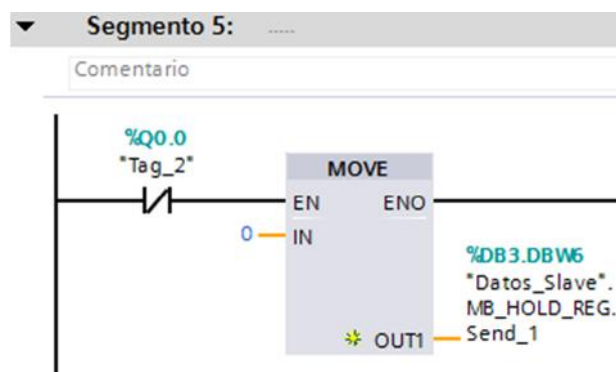 Segmento 5: .....
Comentario
%Q0.0
"Tag_2"
MOVE
EN ENO
0 IN
%DB3.DBW6
"Datos_Slave".
MB_HOLD_REG.
OUT1 Send_1